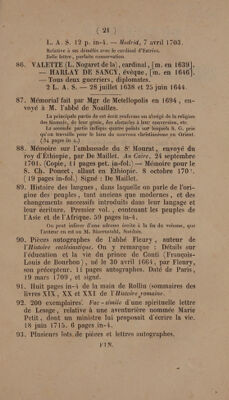 ( 21 )
L. A. S. 12 p. in-4. — Madrid, 7 avril 1703.
Relative à ses démêlés avec le cardinal d'Estrées.
Belle lettre, parfaite conservation.
86. VALETTE (L. Nogaret de la), cardinal, [m. en 1639].
— HARLAY DE SANCY, évêque, [m. en 1646].
— Tous deux guerriers, diplomates.
2 L. A. S. — 28 juillet 1638 et 25 juin 1644.
87. Mémorial fait par Mgr de Metellopolis en 1694, en-
voyé à M. l'abbé de Noailles.
La principale partie de cet écrit renferme un abrégé de la religion
des Siamois, de leur génie, des obstacles à leur conversion, etc.
La seconde partie indique quatre points sur lesquels S. G. prie
qu'on travaille pour le bien du nouveau christianisme en Orient.
(24 pages in 4.)
88. Mémoire sur l'ambassade du Sr Mourat, envoyé du
roy d'Éthiopie, par De Maillet. Au Caire, 24 septembre
1701. (Copie, 41 pages pet. in-fol.) — Mémoire pour le
S. Ch. Poncet, allant en Éthiopie. 8 octobre 1700.
(19 pages in-fol.) Signé : De Maillet.
89. Histoire des langues, dans laquelle on parle de l'ori-
gine des peuples, tant anciens que modernes, et des
changements successifs introduits dans leur langage et
leur écriture. Premier vol., contenant les peuples de
l'Asie et de l'Afrique. 59 pages in-4.
On peut inférer d'une adresse écrite à la fin du volume, que
l'auteur en est un M.
90. Pièces autographes de l'abbé Fleury, auteur de
l'Histoire ecclésiastique. On y remarque : Détails sur
l'éducation et la vie du prince de Conti (François-
Louis de Bourbon), né le 30 avril 1664, par Fleury,
son précepteur. 14 pages autographes. Daté de Paris,
19 mars 1709, et signé.
91. Huit pages in-4 de la main de Rollin (sommaires des
livres XIX, XX et XXI de l'Histoire romaine.
92. 200 exemplaires. Fac-simile d'une spirituelle lettre
de Lesage, relative à une aventurière nommée Marie
Petit, dont un ministre lui proposait d'écrire la vie.
18 juin 1715. 6 pages in-4.
93. Plusieurs lots de pièces et lettres autographes.
FIN.